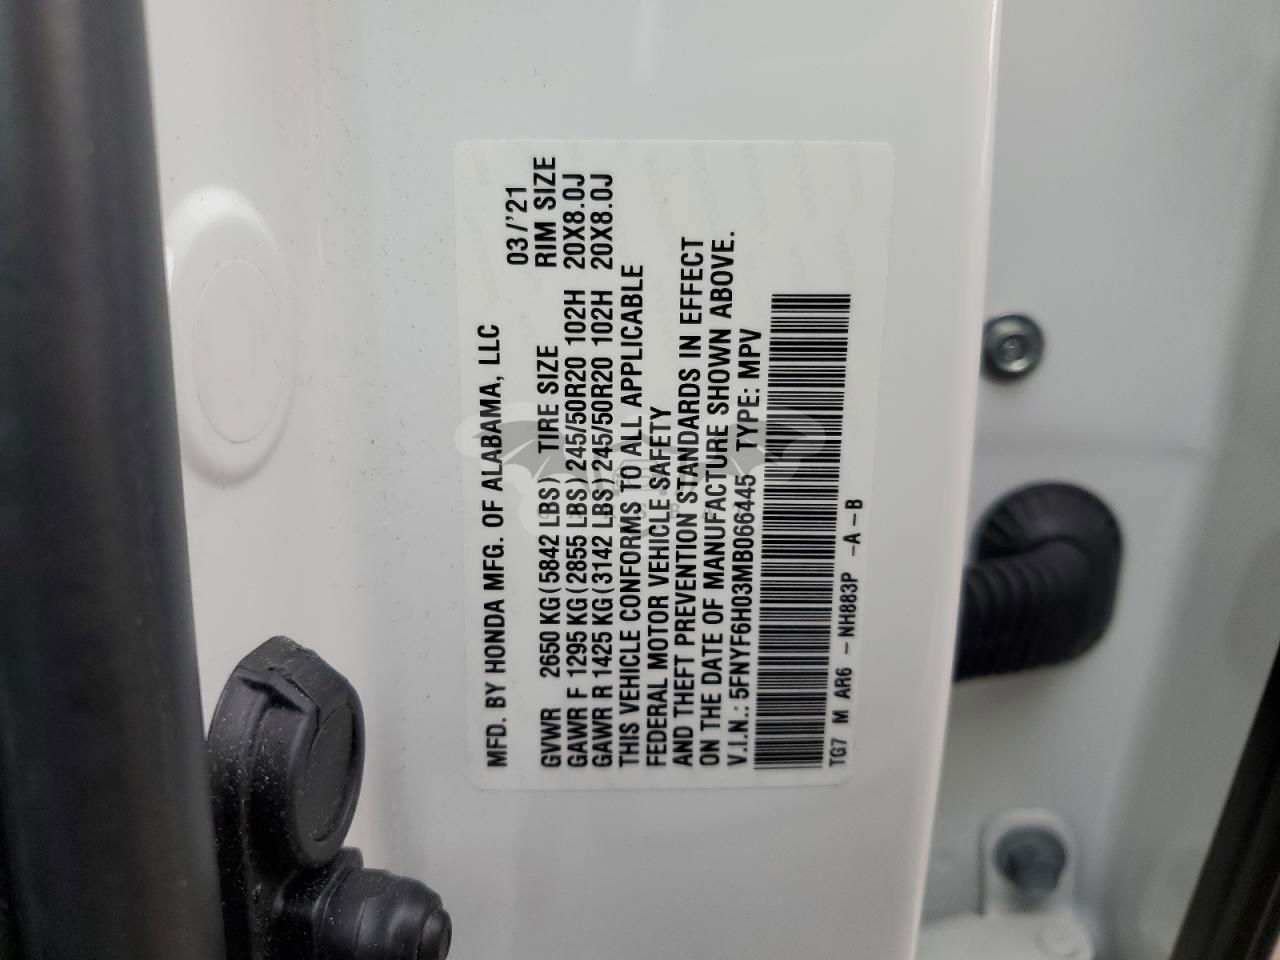 MFD. BY HONDA MFG. OF ALABAMA, LLC
03/'21
GVWR 2650 KG(5842 LBS) TIRE SIZE RIM SIZE
GAWR F 1295 KG(2855 LBS) 245/50R20 102H 20X8.0J
GAWR R 1425 KG(3142 LBS 245/50R20 102H 20X8.0J
THIS VEHICLE CONFORMS TO ALL APPLICABLE
FEDERAL MOTOR VEHICLE SAFETY
AND THEFT PREVENTION STANDARDS IN EFFECT
ON THE DATE OF MANUFACTURE SHOWN ABOVE.
V.I.N.: 5FNYF6H03MB066445 TYPE: MPV
TG7 M AR6 - NH883P -A-B